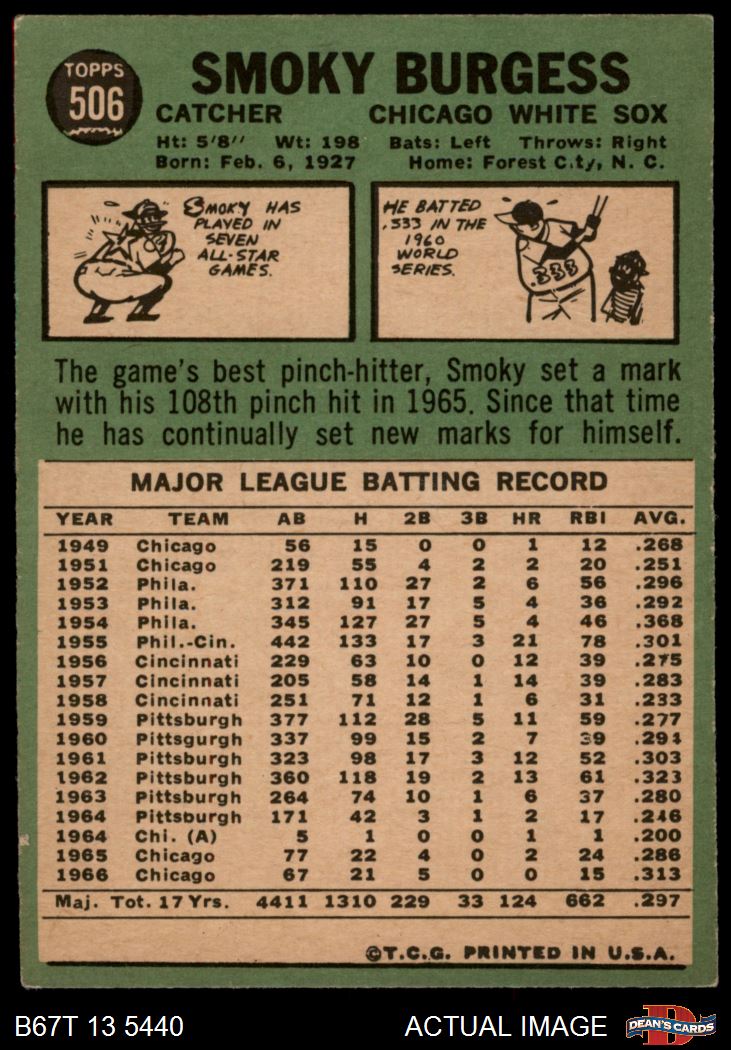 TOPPS
506
SMOKY BURGESS
CATCHER CHICAGO WHITE SOX
Ht: 5'8'' Wt: 198 Bats: Left Throws: Right
Born: Feb. 6, 1927 Home: Forest City, N. C.
SMOKY HAS
PLAYED IN
SEVEN
ALL-STAR
GAMES.
HE BATTED
.333 IN THE
1960
WORLD
SERIES.
.333
The game's best pinch-hitter, Smoky set a mark
with his 108th pinch hit in 1965. Since that time
he has continually set new marks for himself.
MAJOR LEAGUE BATTING RECORD
YEAR TEAM AB H 2B 3B HR RBI AVG.
1949 Chicago 56 15 0 0 1 12 .268
1951 Chicago 219 55 4 2 2 20 .251
1952 Phila. 371 110 27 2 6 56 .296
1953 Phila. 312 91 17 5 4 36 .292
1954 Phila. 345 127 27 5 4 46 .368
1955 Phil.-Cin. 442 133 17 3 21 78 .301
1956 Cincinnati 229 63 10 0 12 39 .275
1957 Cincinnati 205 58 14 1 14 39 .283
1958 Cincinnati 251 71 12 1 6 31 .233
1959 Pittsburgh 377 112 28 5 11 59 .277
1960 Pittsgurgh 337 99 15 2 7 39 .294
1961 Pittsburgh 323 98 17 3 12 52 .303
1962 Pittsburgh 360 118 19 2 13 61 .323
1963 Pittsburgh 264 74 10 1 6 37 .280
1964 Pittsburgh 171 42 3 1 2 17 .246
1964 Chi. (A) 5 1 0 0 1 1 .200
1965 Chicago 77 22 4 0 2 24 .286
1966 Chicago 67 21 5 0 0 15 .313
Maj. Tot. 17 Yrs. 4411 1310 229 33 124 662 .297
©T.C.G. PRINTED IN U.S.A.
B67T 13 5440 ACTUAL IMAGE D DEAN'S CARDS